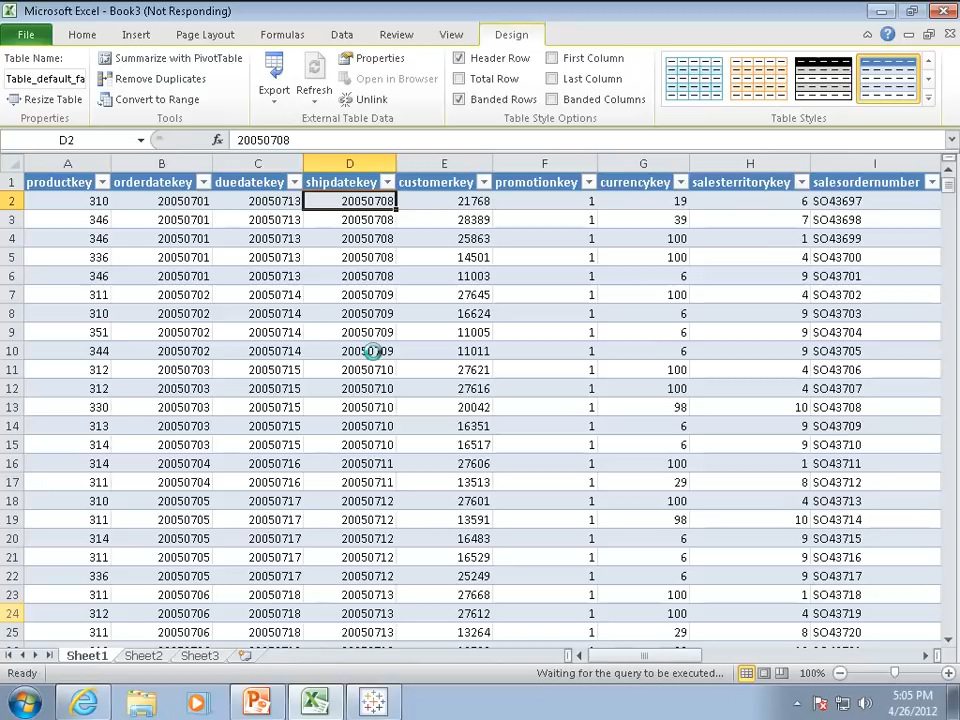 Microsoft Excel - Book3 (Not Responding)
File Home Insert Page Layout Formulas Data Review View Design
Table Name: Summarize with PivotTable Properties Header Row First Column
Table_default_fa Remove Duplicates Export Refresh Open in Browser Total Row Last Column
Resize Table Convert to Range Unlink Banded Rows Banded Columns
Properties Tools External Table Data Table Style Options Table Styles
D2 fx 20050708
A B C D E F G H I
1 productkey orderdatekey duedatekey shipdatekey customerkey promotionkey currencykey salesterritorykey salesordernumber
2 310 20050701 20050713 20050708 21768 1 19 6 SO43697
3 346 20050701 20050713 20050708 28389 1 39 7 SO43698
4 346 20050701 20050713 20050708 25863 1 100 1 SO43699
5 336 20050701 20050713 20050708 14501 1 100 4 SO43700
6 346 20050701 20050713 20050708 11003 1 6 9 SO43701
7 311 20050702 20050714 20050709 27645 1 100 4 SO43702
8 310 20050702 20050714 20050709 16624 1 6 9 SO43703
9 351 20050702 20050714 20050709 11005 1 6 9 SO43704
10 344 20050702 20050714 20050709 11011 1 6 9 SO43705
11 312 20050703 20050715 20050710 27621 1 100 4 SO43706
12 312 20050703 20050715 20050710 27616 1 100 4 SO43707
13 330 20050703 20050715 20050710 20042 1 98 10 SO43708
14 313 20050703 20050715 20050710 16351 1 6 9 SO43709
15 314 20050703 20050715 20050710 16517 1 6 9 SO43710
16 314 20050704 20050716 20050711 27606 1 100 1 SO43711
17 311 20050704 20050716 20050711 13513 1 29 8 SO43712
18 310 20050705 20050717 20050712 27601 1 100 4 SO43713
19 311 20050705 20050717 20050712 13591 1 98 10 SO43714
20 314 20050705 20050717 20050712 16483 1 6 9 SO43715
21 311 20050705 20050717 20050712 16529 1 6 9 SO43716
22 336 20050705 20050717 20050712 25249 1 6 9 SO43717
23 311 20050706 20050718 20050713 27668 1 100 1 SO43718
24 312 20050706 20050718 20050713 27612 1 100 4 SO43719
25 311 20050706 20050718 20050713 13264 1 29 8 SO43720
Sheet1 Sheet2 Sheet3
Ready Waiting for the query to be executed... 100%
5:05 PM
4/26/2012